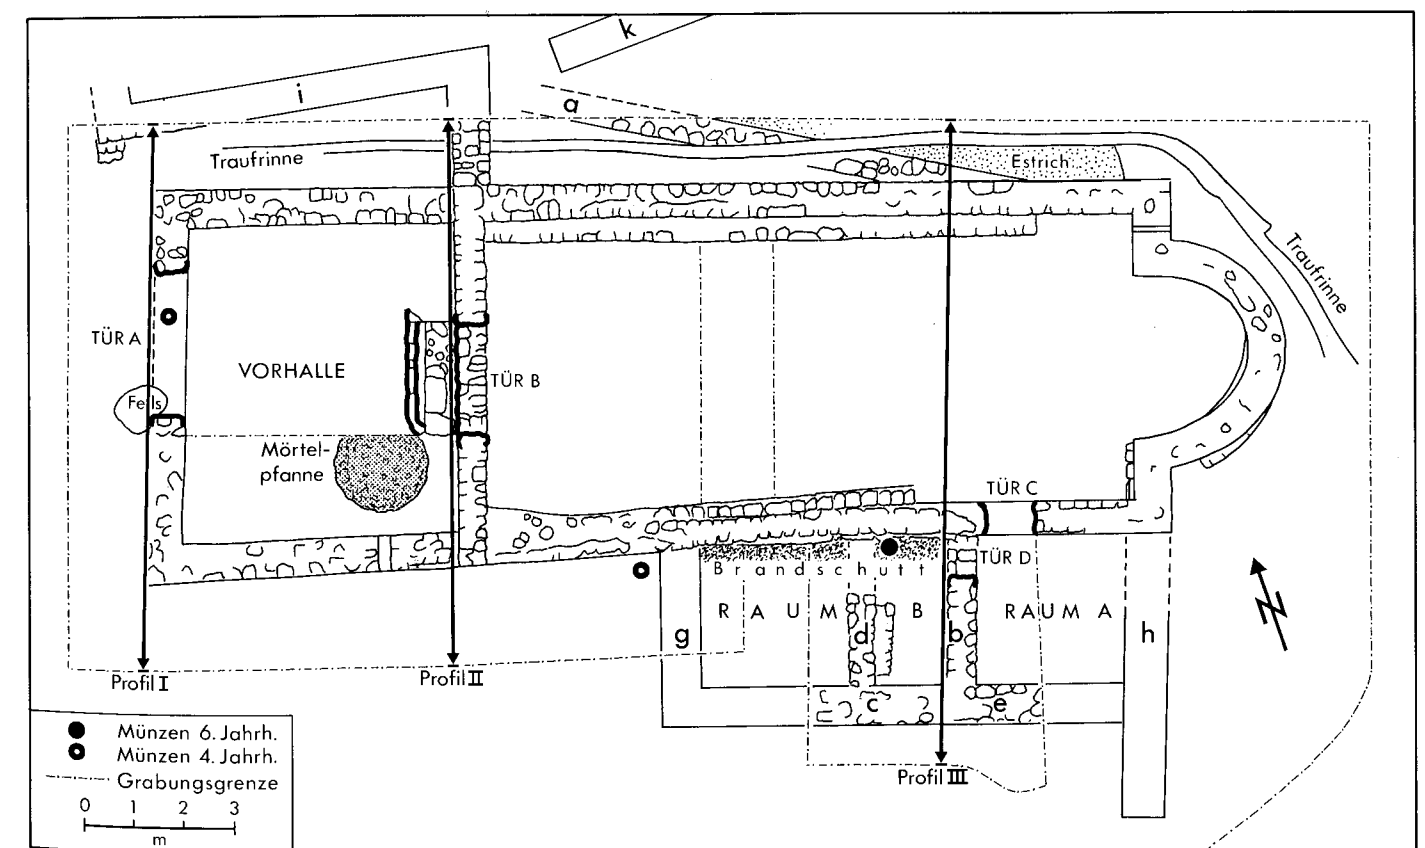 k
i
a
Traufrinne
Estrich
Traufrinne
TÜR A
VORHALLE
TÜR B
Fels
Mörtel-
pfanne
TÜR C
TÜR D
Brandschutt
RAUM B
RAUM A
g
d
b
h
c
e
Profil I
Profil II
Profil III
Münzen 6. Jahrh.
Münzen 4. Jahrh.
Grabungsgrenze
0 1 2 3
m